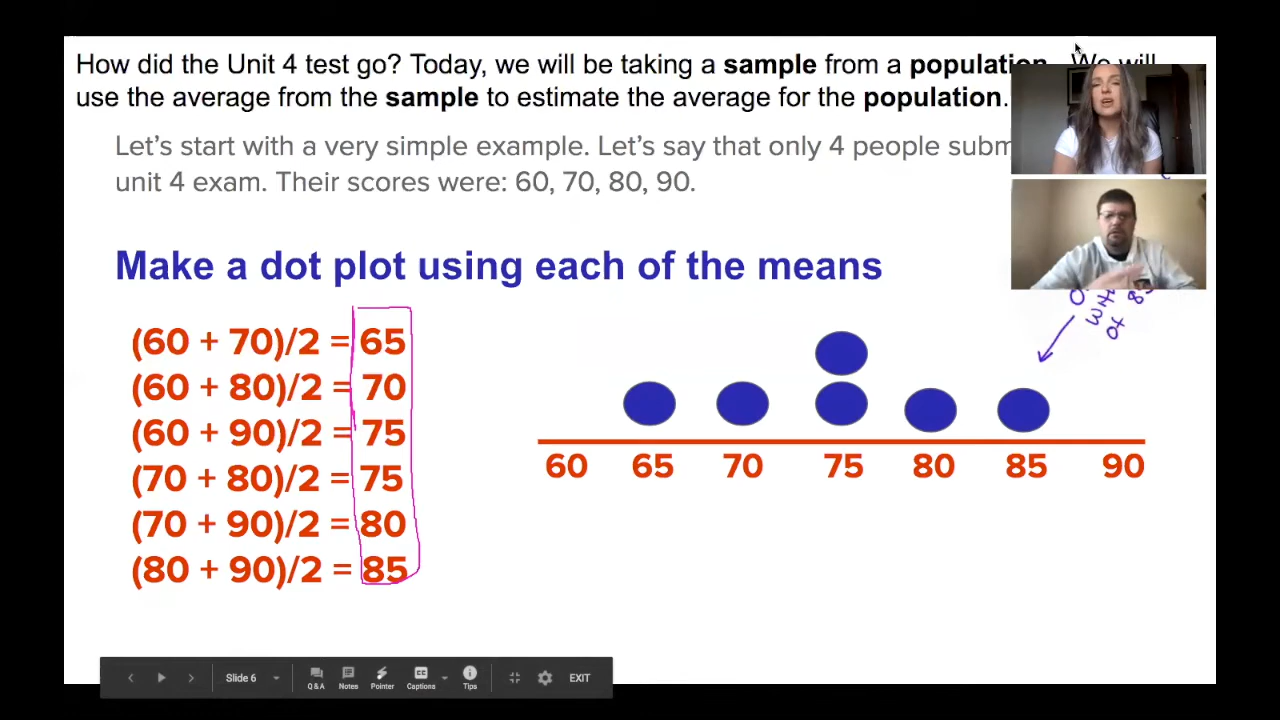 How did the Unit 4 test go? Today, we will be taking a sample from a population. We will
use the average from the sample to estimate the average for the population.
Let's start with a very simple example. Let's say that only 4 people
unit 4 exam. Their scores were: 60, 70, 80, 90.
Make a dot plot using each of the means
(60 + 70)/2 = 65
(60 + 80)/2 = 70
(60 + 90)/2 = 75
(70 + 80)/2 = 75
(70 + 90)/2 = 80
(80 + 90)/2 = 85
of
60 65 70 75 80 85 90
Slide 6
Q & A Notes Pointer Captions Tips
EXIT